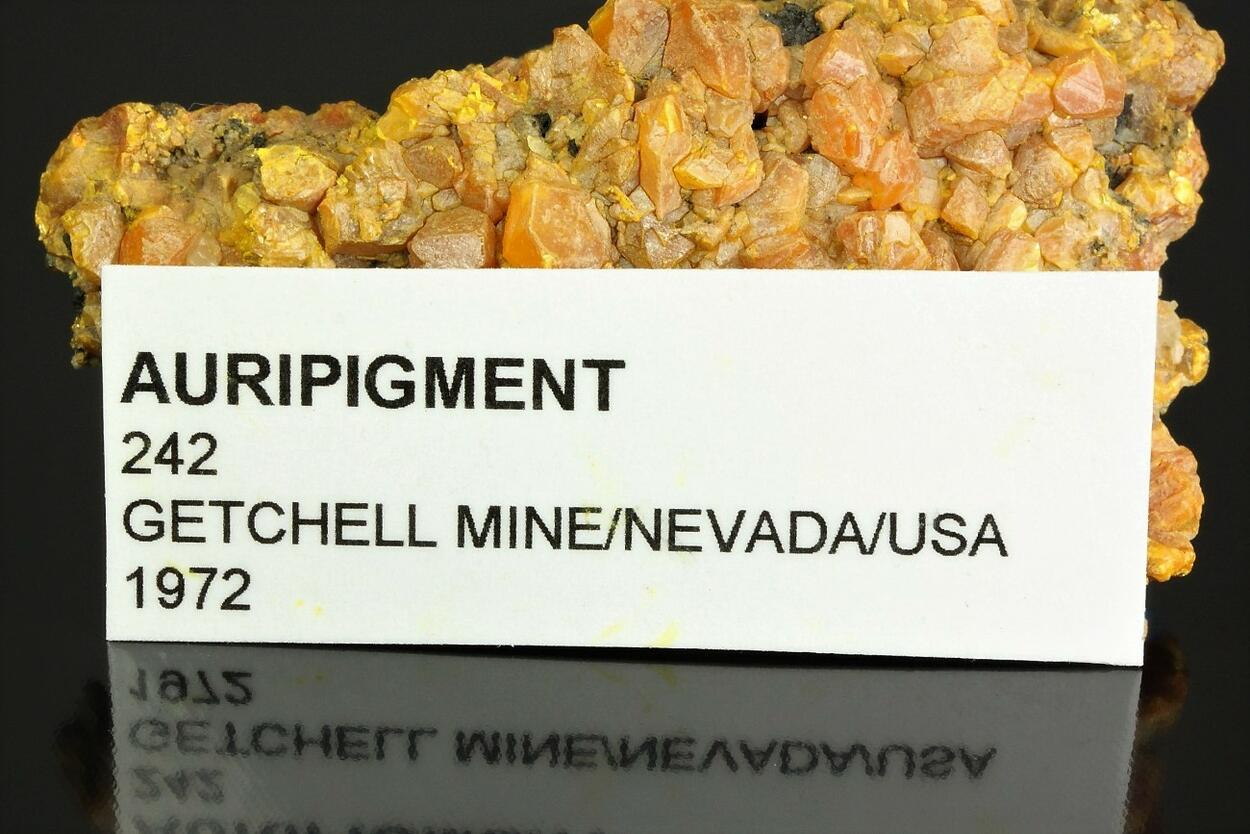 AURIPIGMENT
242
GETCHELL MINE/NEVADA/USA
1972